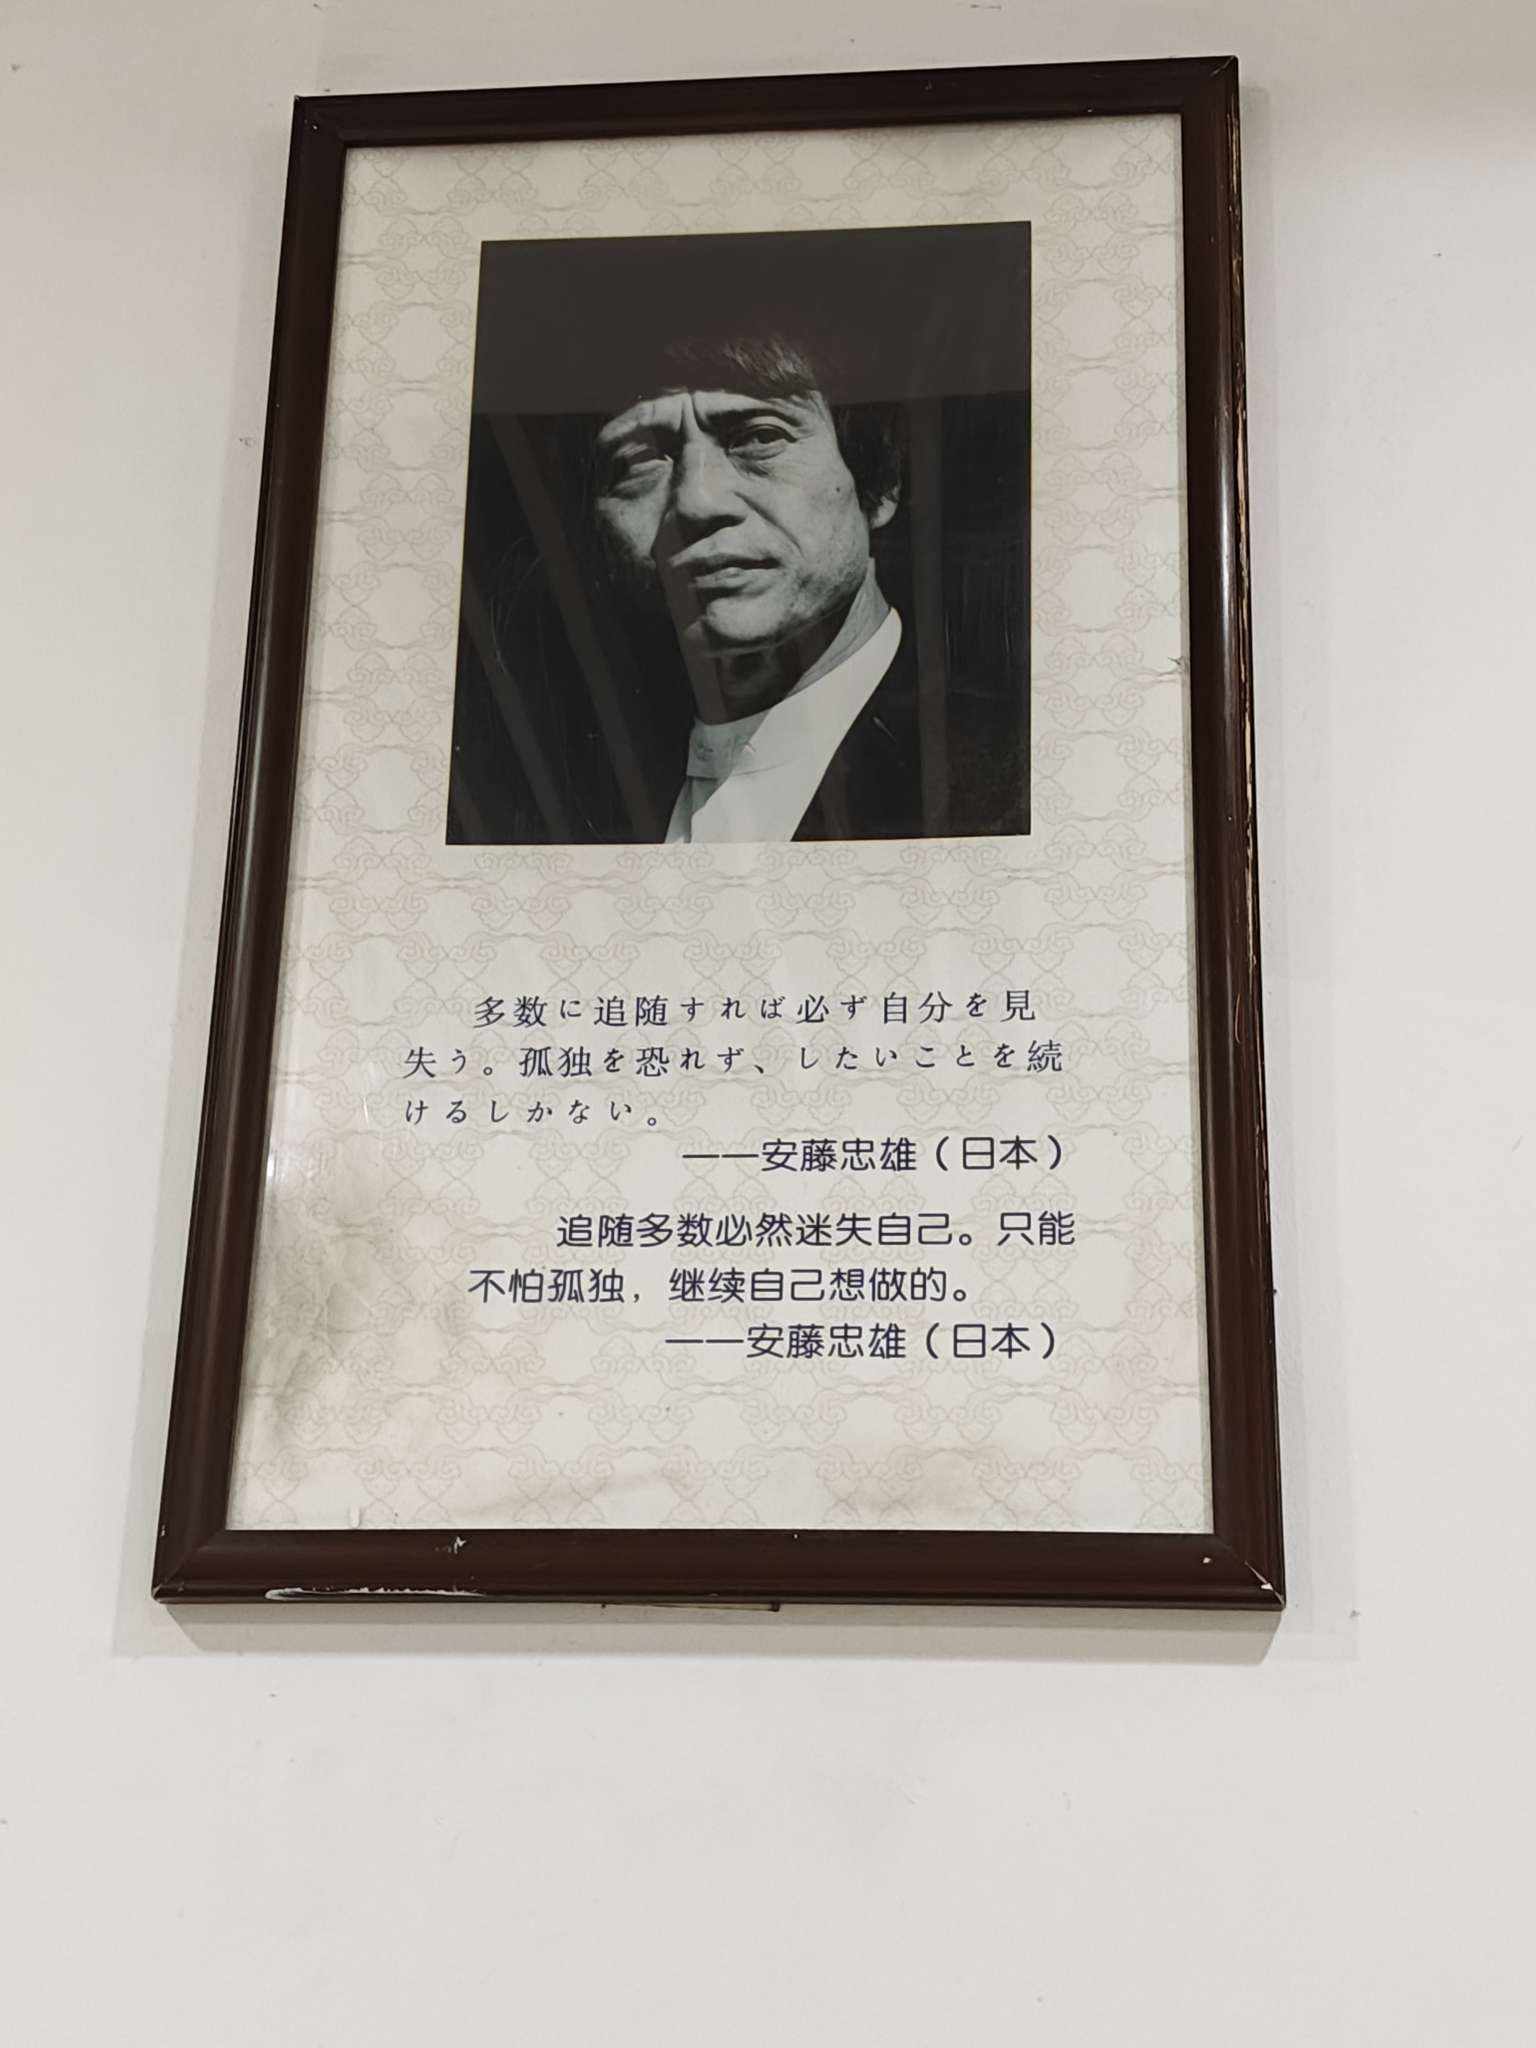 多数に追随すれば必ず自分を見
失う。孤独を恐れず、したいことを続
けるしかない。
——安藤忠雄（日本）
追随多数必然迷失自己。只能
不怕孤独，继续自己想做的。
——安藤忠雄（日本）